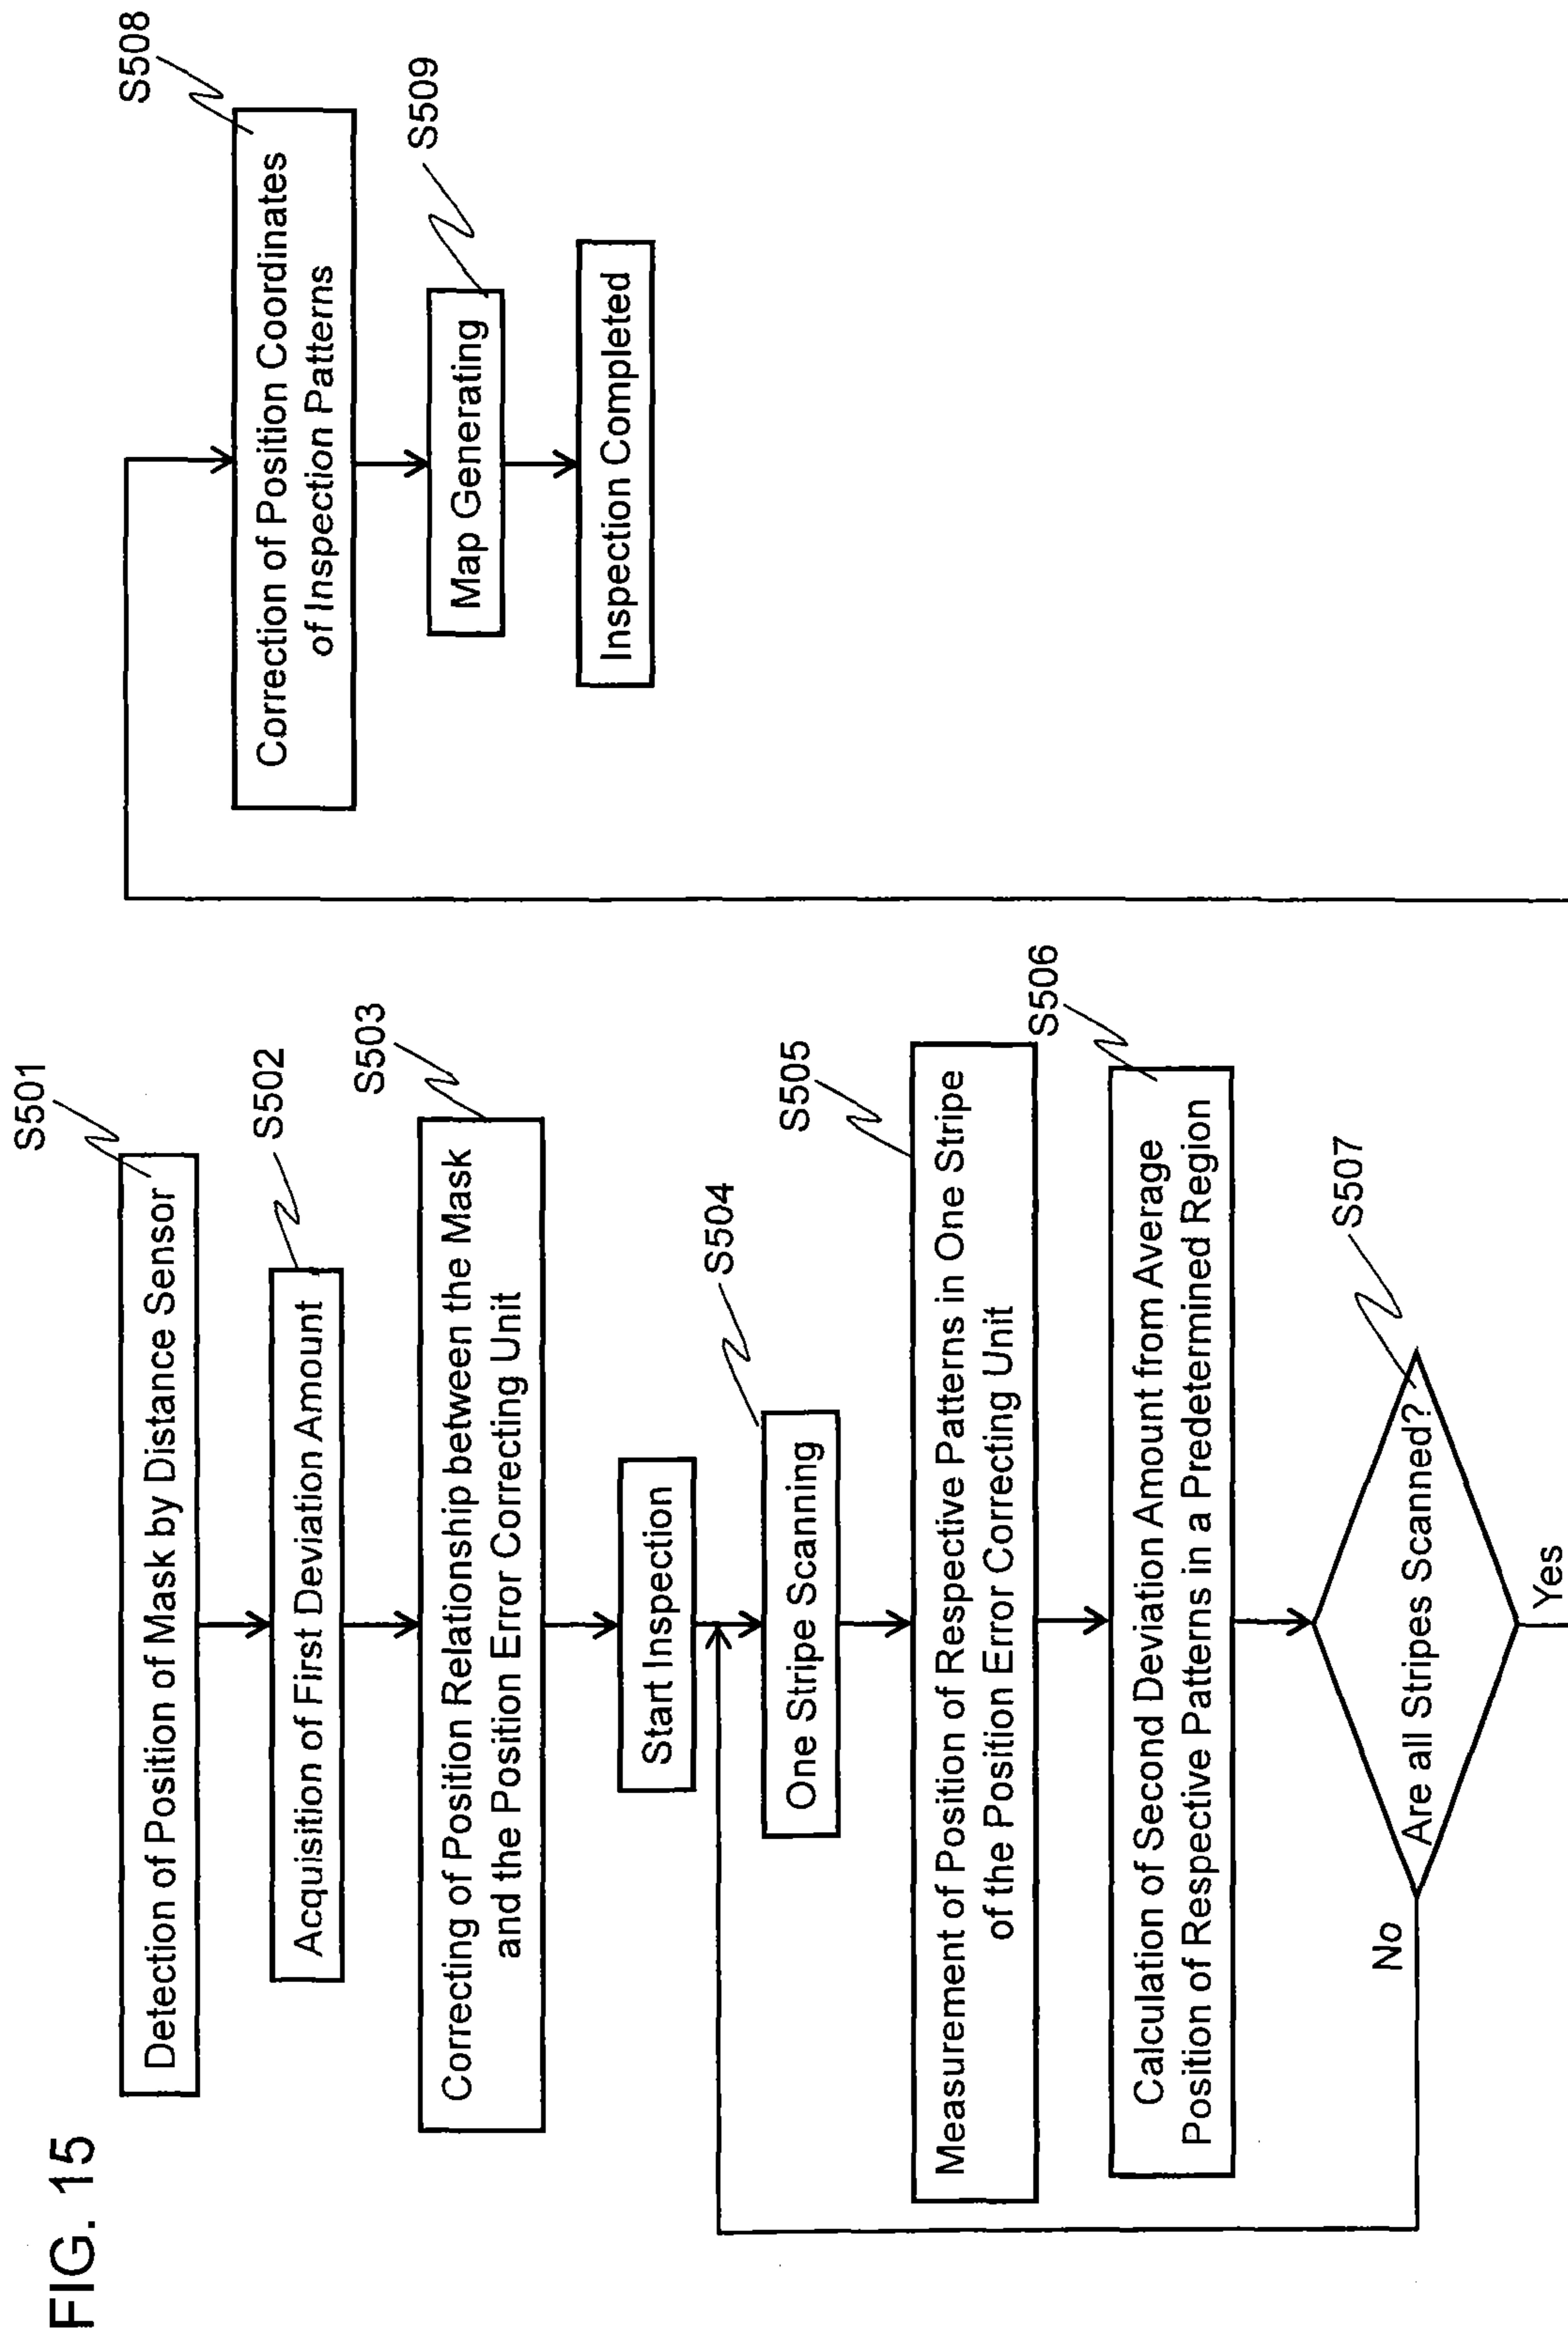 FIG. 15
S501
Detection of Position of Mask by Distance Sensor
S502
Acquisition of First Deviation Amount
S503
Correcting of Position Relationship between the Mask
and the Position Error Correcting Unit
Start Inspection
S504
One Stripe Scanning
S505
Measurement of Position of Respective Patterns in One Stripe
of the Position Error Correcting Unit
S506
Calculation of Second Deviation Amount from Average
Position of Respective Patterns in a Predetermined Region
S507
Are all Stripes Scanned?
No
Yes
S508
Correction of Position Coordinates
of Inspection Patterns
S509
Map Generating
Inspection Completed